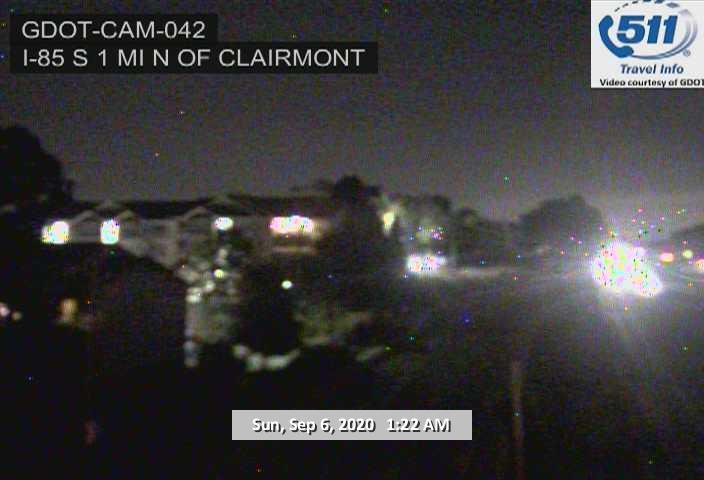 GDOT-CAM-042
I-85 S 1 MI N OF CLAIRMONT
511
®
Travel Info
Video courtesy of GDOT
Sun, Sep 6, 2020 1:22 AM